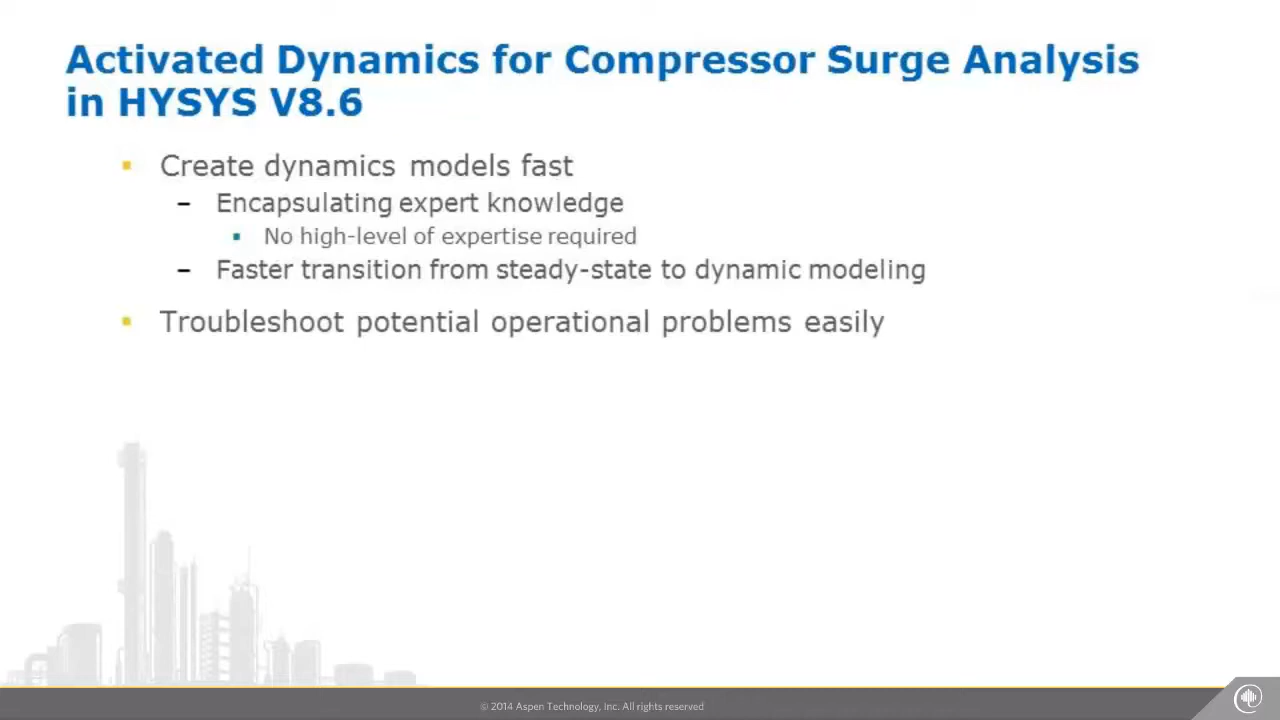 Activated Dynamics for Compressor Surge Analysis
in HYSYS V8.6
▪ Create dynamics models fast
– Encapsulating expert knowledge
▪ No high-level of expertise required
– Faster transition from steady-state to dynamic modeling
▪ Troubleshoot potential operational problems easily
© 2014 Aspen Technology, Inc. All rights reserved